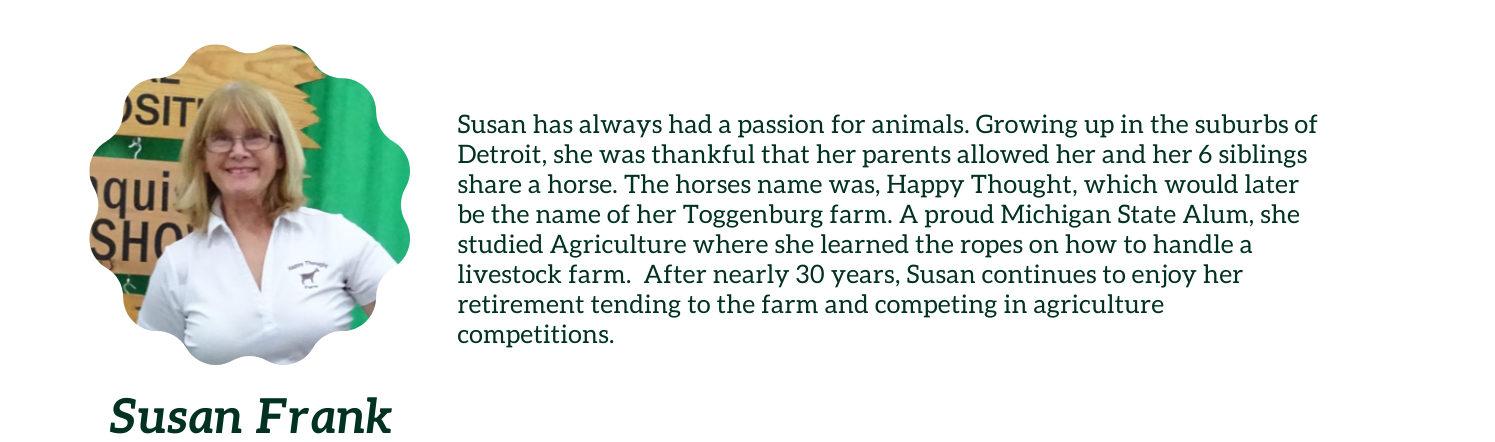 OSIT
qui
SHO
Happy Thought
Susan has always had a passion for animals. Growing up in the suburbs of
Detroit, she was thankful that her parents allowed her and her 6 siblings
share a horse. The horses name was, Happy Thought, which would later
be the name of her Toggenburg farm. A proud Michigan State Alum, she
studied Agriculture where she learned the ropes on how to handle a
livestock farm.  After nearly 30 years, Susan continues to enjoy her
retirement tending to the farm and competing in agriculture
competitions.
Susan Frank